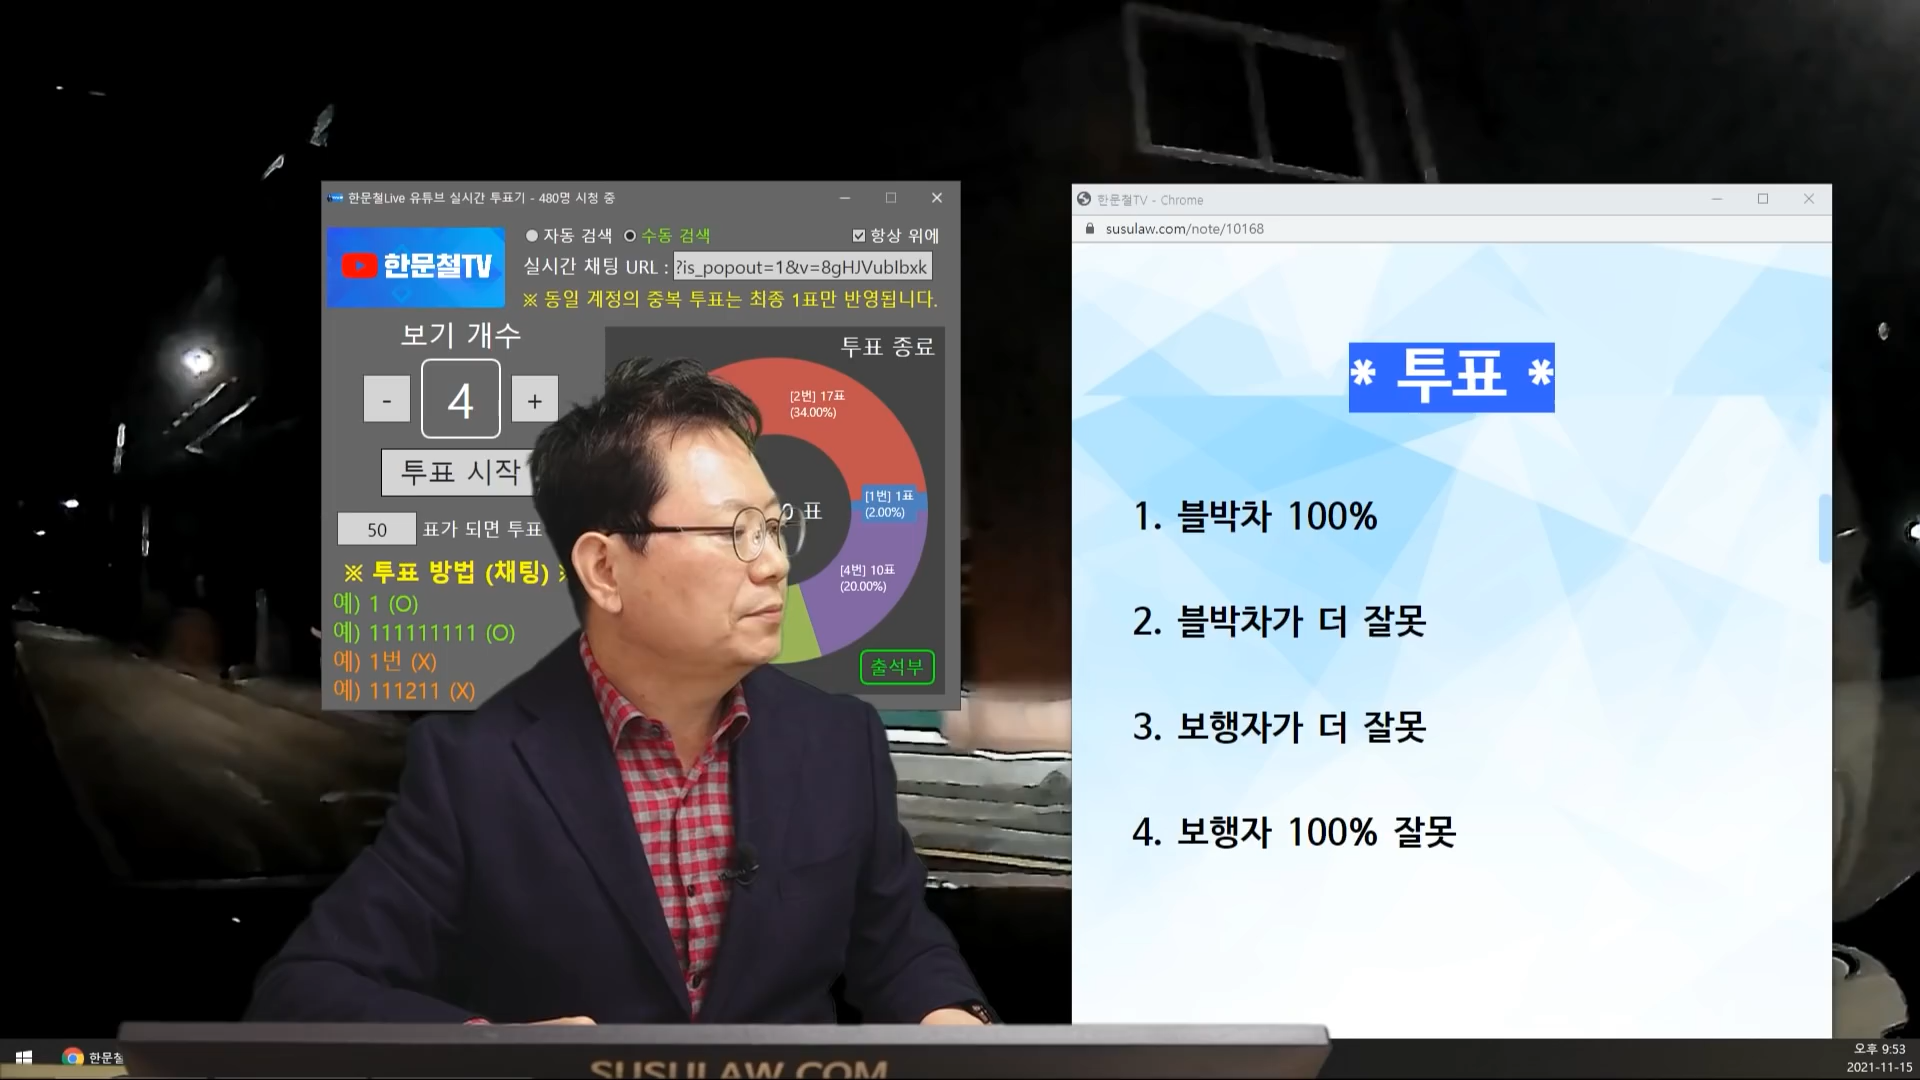 한문철Live 유튜브 실시간 투표기 - 480명 시청 중
한문철TV
자동 검색 수동 검색 항상 위에
실시간 채팅 URL : ?is_popout=1&v=8gHJVubIbxk
※ 동일 계정의 중복 투표는 최종 1표만 반영됩니다.
보기 개수
- 4 +
투표 시작
50 표가 되면 투표
※ 투표 방법 (채팅)
예) 1 (O)
예) 111111111 (O)
예) 1번 (X)
예) 111211 (X)
투표 종료
[2번] 17표
(34.00%)
[1번] 1표
(2.00%)
0 표
[4번] 10표
(20.00%)
출석부
한문철TV - Chrome
susulaw.com/note/10168
* 투표 *
1. 블박차 100%
2. 블박차가 더 잘못
3. 보행자가 더 잘못
4. 보행자 100% 잘못
SUSULAW.COM
한문철
오후 9:53
2021-11-15